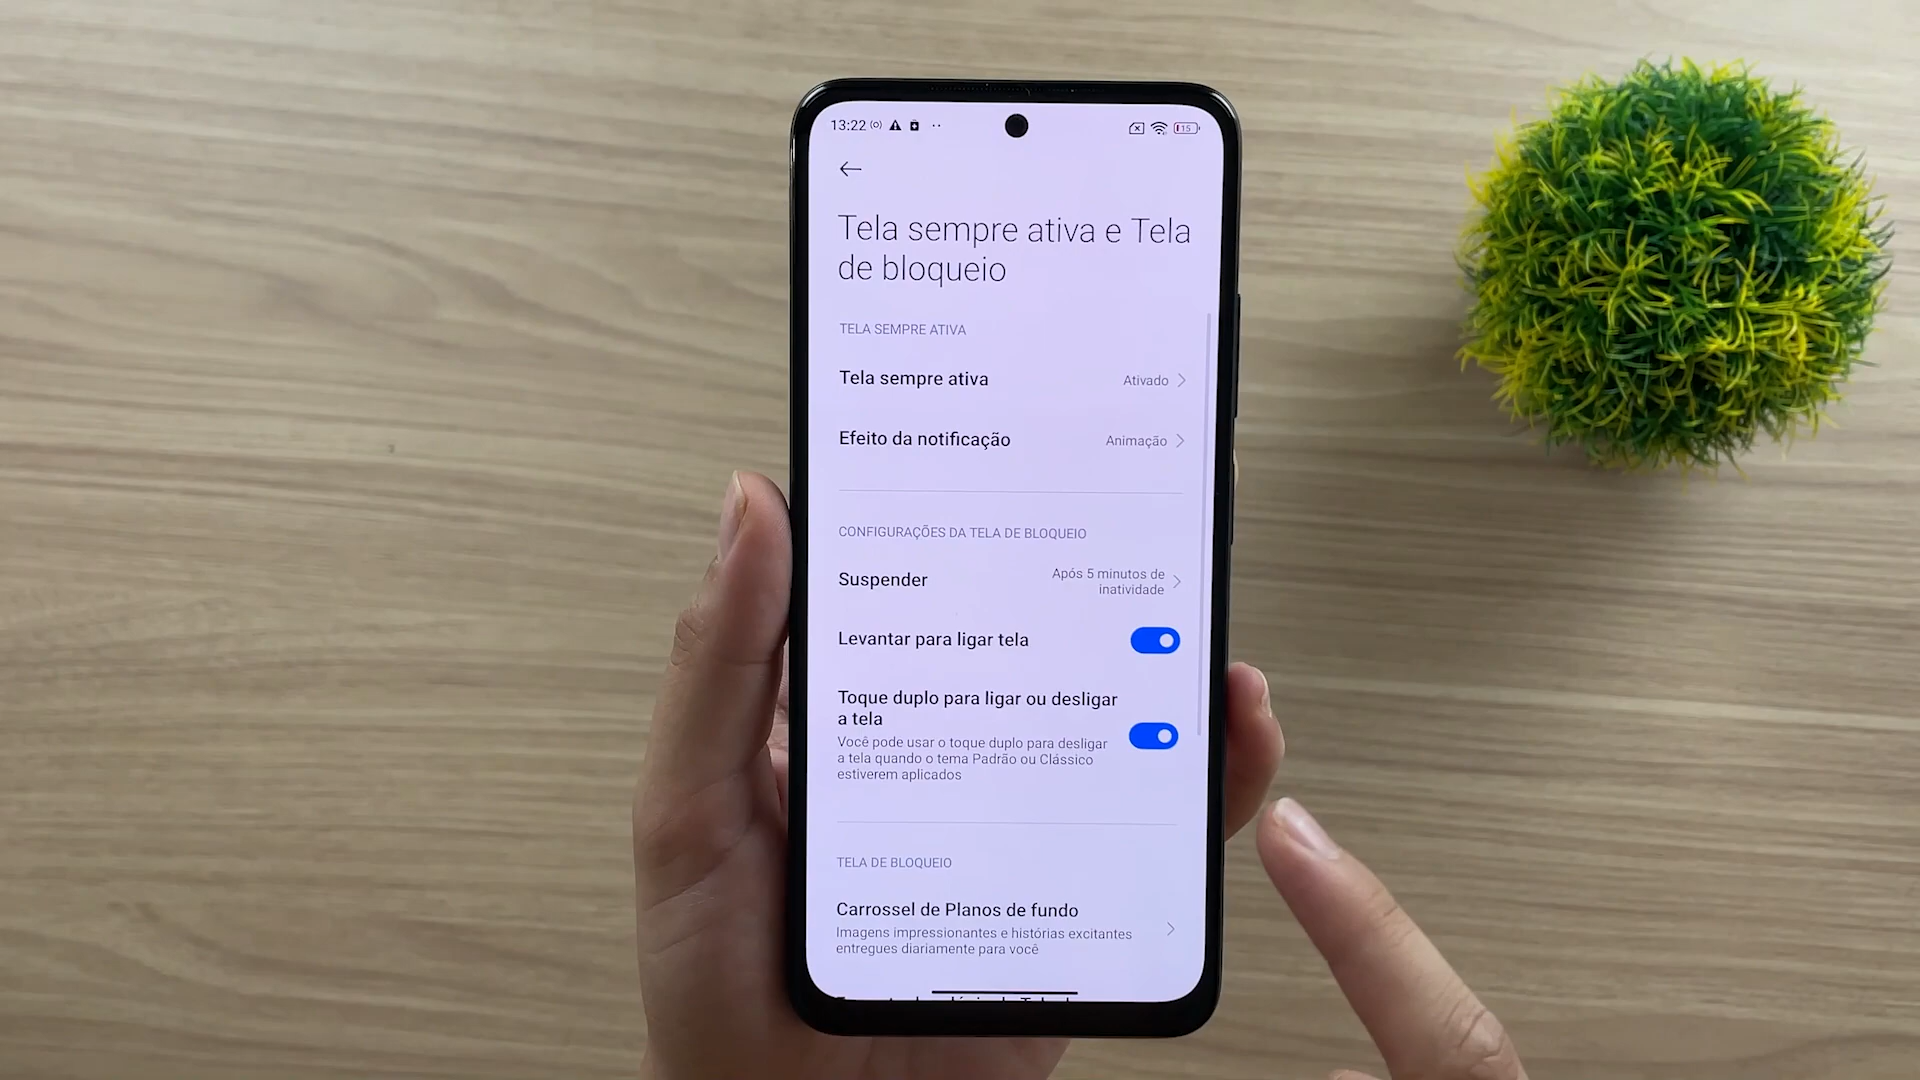 13:22
15
Tela sempre ativa e Tela
de bloqueio
TELA SEMPRE ATIVA
Tela sempre ativa
Ativado
Efeito da notificação
Animação
CONFIGURAÇÕES DA TELA DE BLOQUEIO
Suspender
Após 5 minutos de
inatividade
Levantar para ligar tela
Toque duplo para ligar ou desligar
a tela
Você pode usar o toque duplo para desligar
a tela quando o tema Padrão ou Clássico
estiverem aplicados
TELA DE BLOQUEIO
Carrossel de Planos de fundo
Imagens impressionantes e histórias excitantes
entregues diariamente para você